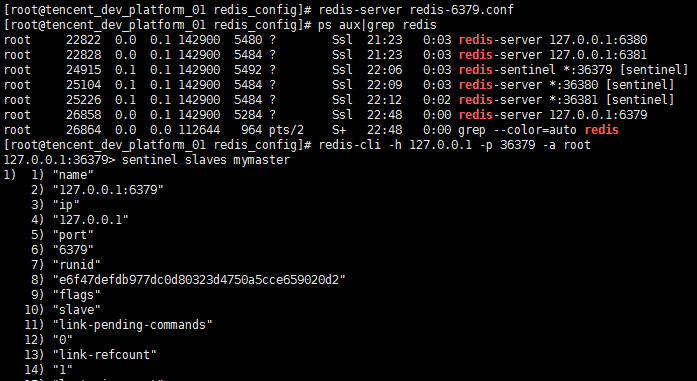 [root@tencent_dev_platform_01 redis_config]# redis-server redis-6379.conf
[root@tencent_dev_platform_01 redis_config]# ps aux|grep redis
root 22822 0.0 0.1 142900 5480 ? Ssl 21:23 0:03 redis-server 127.0.0.1:6380
root 22828 0.0 0.1 142900 5484 ? Ssl 21:23 0:03 redis-server 127.0.0.1:6381
root 24915 0.1 0.1 142900 5492 ? Ssl 22:06 0:03 redis-sentinel *:36379 [sentinel]
root 25104 0.1 0.1 142900 5484 ? Ssl 22:09 0:03 redis-server *:36380 [sentinel]
root 25226 0.1 0.1 142900 5484 ? Ssl 22:12 0:02 redis-server *:36381 [sentinel]
root 26858 0.0 0.1 142900 5284 ? Ssl 22:48 0:00 redis-server 127.0.0.1:6379
root 26864 0.0 0.0 112644 964 pts/2 S+ 22:48 0:00 grep --color=auto redis
[root@tencent_dev_platform_01 redis_config]# redis-cli -h 127.0.0.1 -p 36379 -a root
127.0.0.1:36379> sentinel slaves mymaster
1) 1) "name"
2) "127.0.0.1:6379"
3) "ip"
4) "127.0.0.1"
5) "port"
6) "6379"
7) "runid"
8) "e6f47defdb977dc0d80323d4750a5cce659020d2"
9) "flags"
10) "slave"
11) "link-pending-commands"
12) "0"
13) "link-refcount"
14) "1"